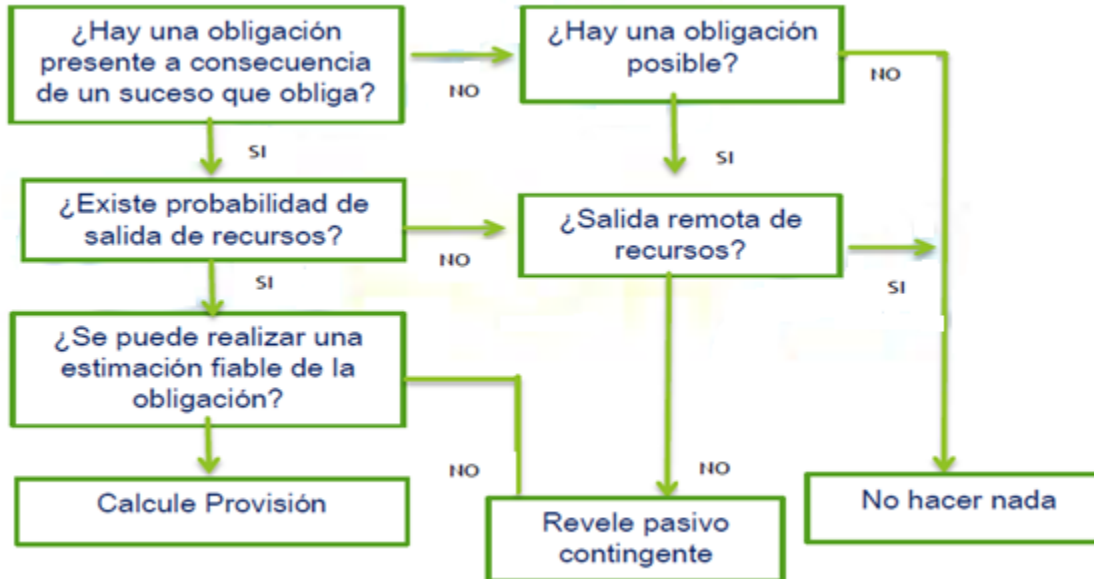 ¿Hay una obligación
presente a consecuencia
de un suceso que obliga?
NO
¿Hay una obligación
posible?
NO
SI
SI
¿Existe probabilidad de
salida de recursos?
NO
¿Salida remota de
recursos?
SI
SI
¿Se puede realizar una
estimación fiable de la
obligación?
NO
NO
Calcule Provisión
Revele pasivo
contingente
No hacer nada